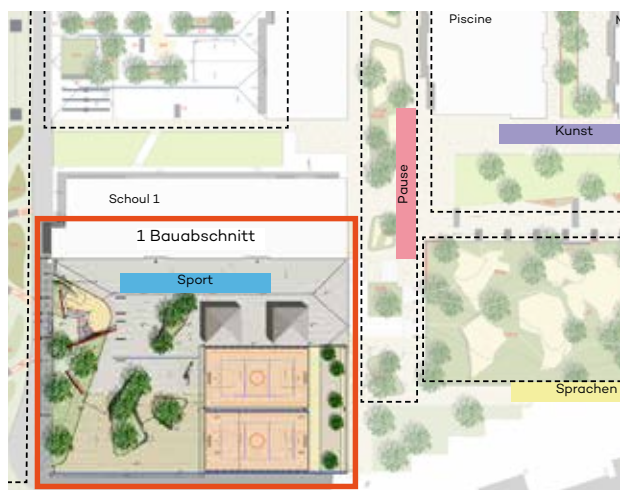 Piscine
Kunst
Pause
Schoul 1
1 Bauabschnitt
Sport
Sprachen